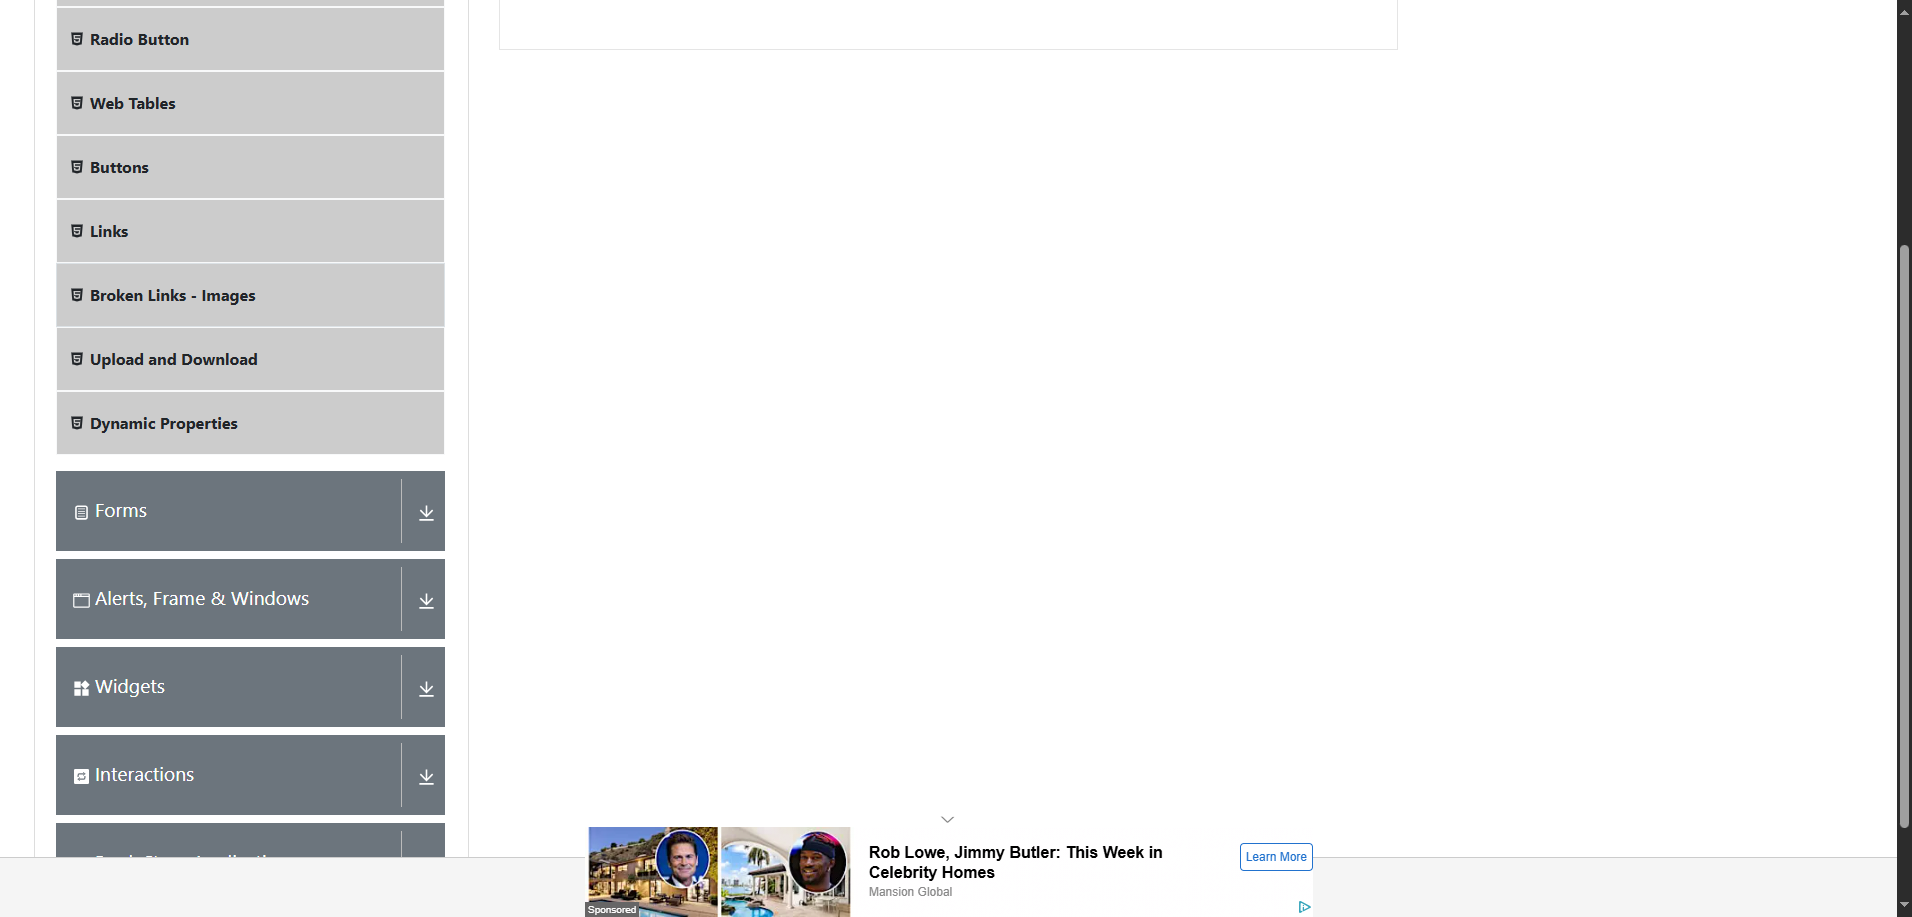 Radio Button
Web Tables
Buttons
Links
Broken Links - Images
Upload and Download
Dynamic Properties
Forms
Alerts, Frame & Windows
Widgets
Interactions
Rob Lowe, Jimmy Butler: This Week in
Celebrity Homes
Mansion Global
Learn More
Sponsored